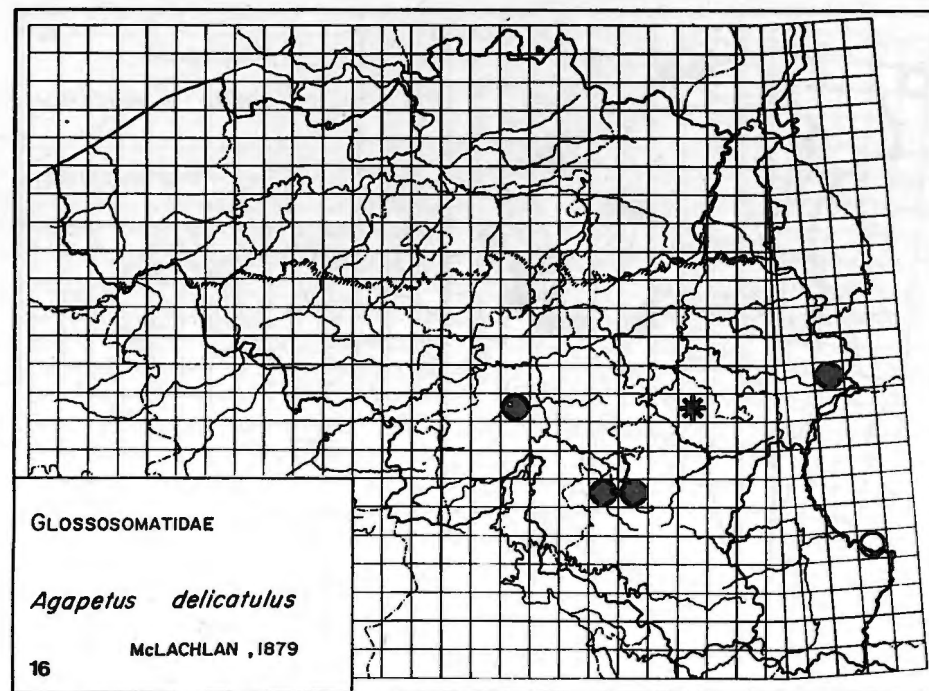 GLOSSOSOMATIDAE
Agapetus delicatulus
McLACHLAN , 1879
16